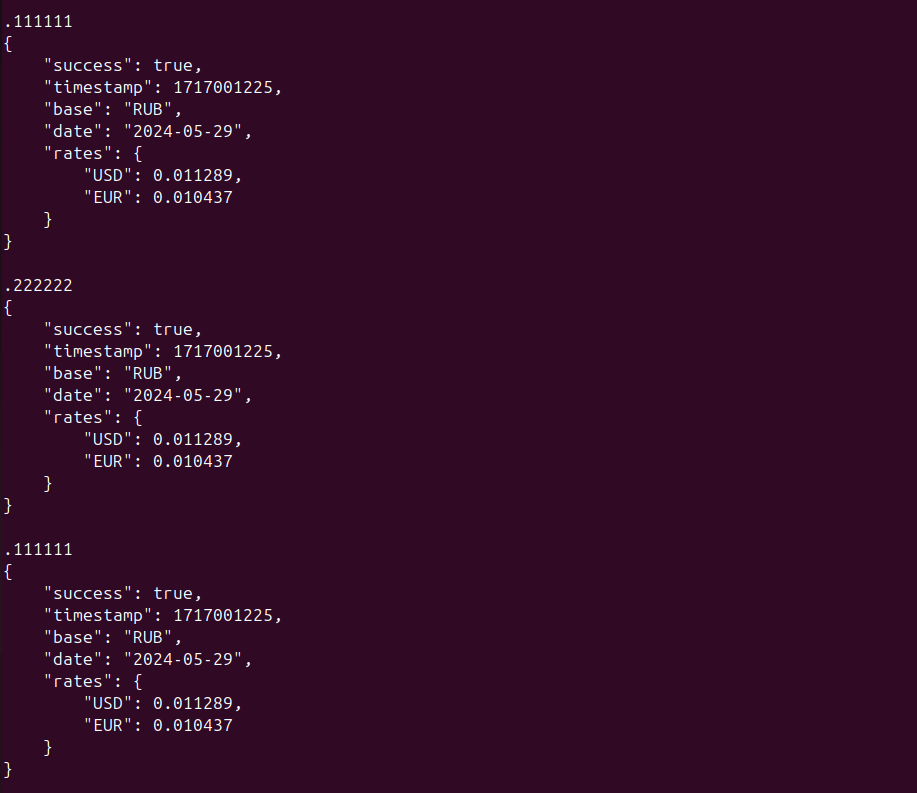 .111111
{
    "success": true,
    "timestamp": 1717001225,
    "base": "RUB",
    "date": "2024-05-29",
    "rates": {
        "USD": 0.011289,
        "EUR": 0.010437
    }
}

.222222
{
    "success": true,
    "timestamp": 1717001225,
    "base": "RUB",
    "date": "2024-05-29",
    "rates": {
        "USD": 0.011289,
        "EUR": 0.010437
    }
}

.111111
{
    "success": true,
    "timestamp": 1717001225,
    "base": "RUB",
    "date": "2024-05-29",
    "rates": {
        "USD": 0.011289,
        "EUR": 0.010437
    }
}